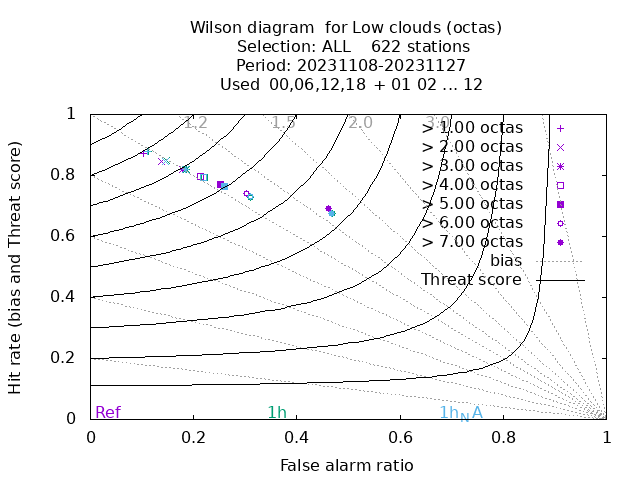 Wilson diagram  for Low clouds (octas)
Selection: ALL    622 stations
Period: 20231108-20231127
Used  00,06,12,18  + 01 02 ... 12
Hit rate (bias and Threat score)
1
0.8
0.6
0.4
0.2
0
1.2
1.5
2.0
3.0
> 1.00 octas
> 2.00 octas
> 3.00 octas
> 4.00 octas
> 5.00 octas
> 6.00 octas
> 7.00 octas
bias
Threat score
Ref 1h 1hNA
0 0.2 0.4 0.6 0.8 1
False alarm ratio